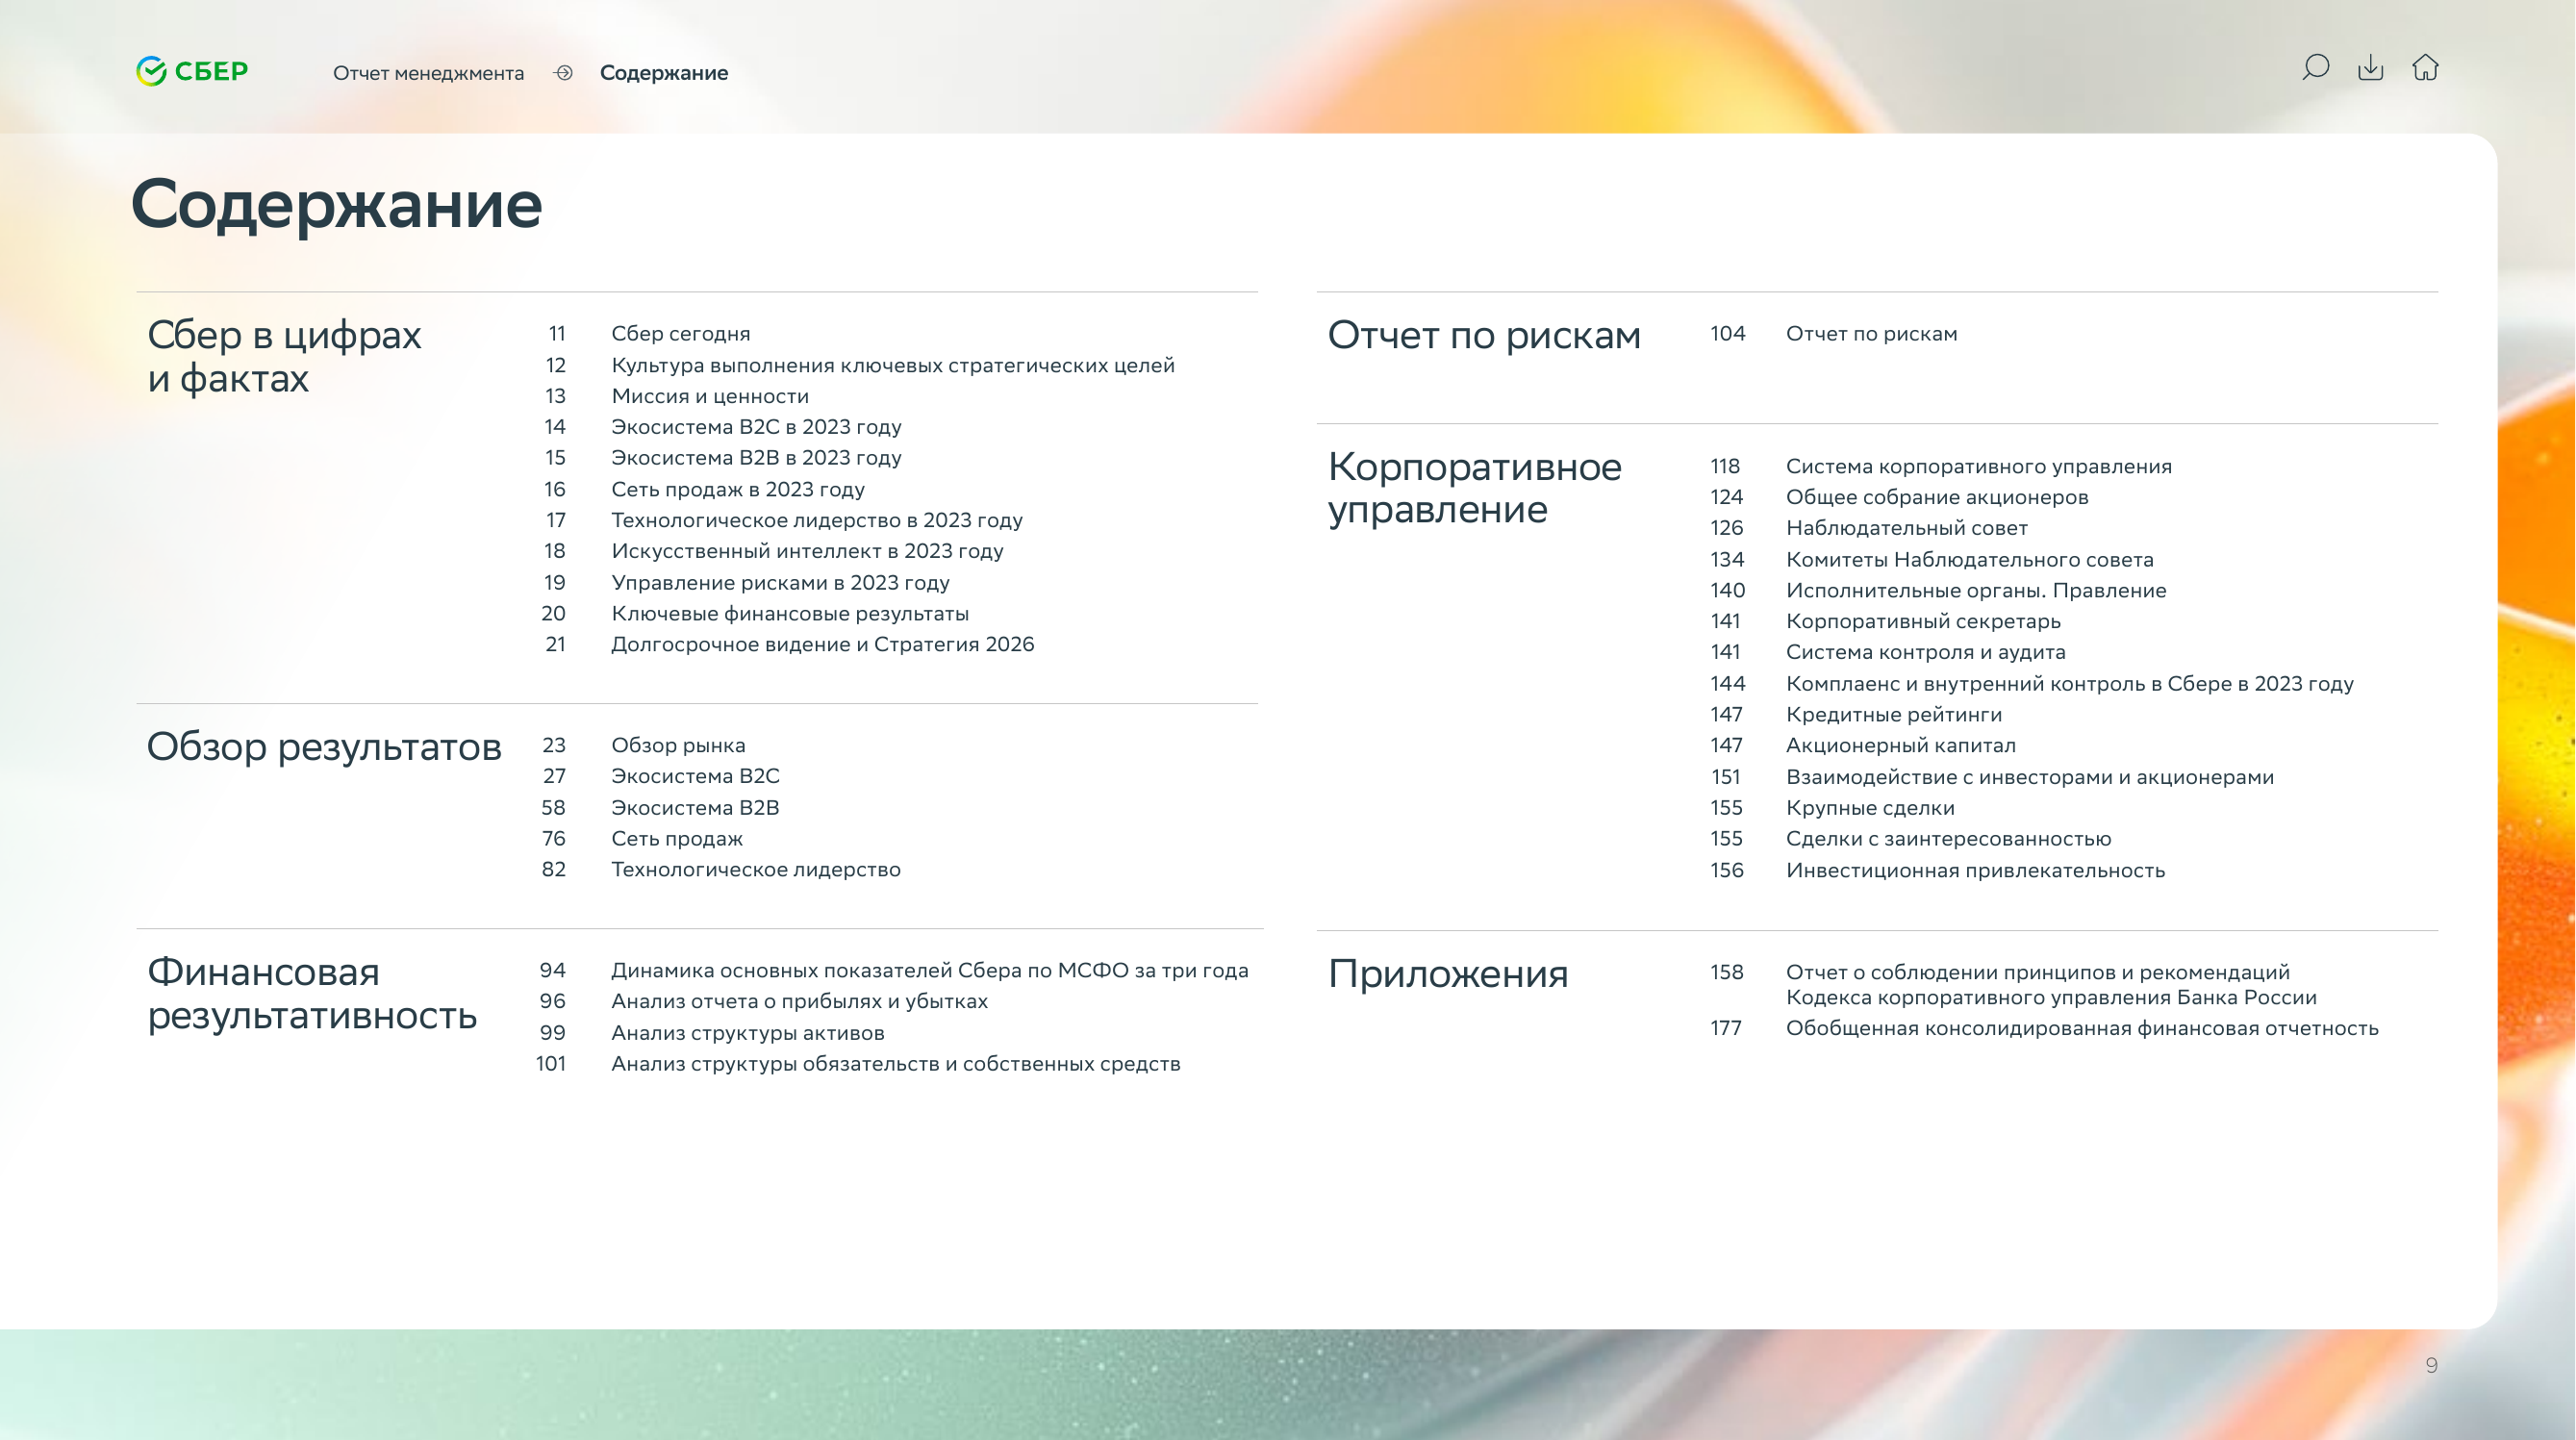 СБЕР
Отчет менеджмента
Содержание
Содержание
Сбер в цифрах
и фактах
11 Сбер сегодня
12 Культура выполнения ключевых стратегических целей
13 Миссия и ценности
14 Экосистема B2C в 2023 году
15 Экосистема B2B в 2023 году
16 Сеть продаж в 2023 году
17 Технологическое лидерство в 2023 году
18 Искусственный интеллект в 2023 году
19 Управление рисками в 2023 году
20 Ключевые финансовые результаты
21 Долгосрочное видение и Стратегия 2026
Обзор результатов
23 Обзор рынка
27 Экосистема B2C
58 Экосистема B2B
76 Сеть продаж
82 Технологическое лидерство
Финансовая
результативность
94 Динамика основных показателей Сбера по МСФО за три года
96 Анализ отчета о прибылях и убытках
99 Анализ структуры активов
101 Анализ структуры обязательств и собственных средств
Отчет по рискам
104 Отчет по рискам
Корпоративное
управление
118 Система корпоративного управления
124 Общее собрание акционеров
126 Наблюдательный совет
134 Комитеты Наблюдательного совета
140 Исполнительные органы. Правление
141 Корпоративный секретарь
141 Система контроля и аудита
144 Комплаенс и внутренний контроль в Сбере в 2023 году
147 Кредитные рейтинги
147 Акционерный капитал
151 Взаимодействие с инвесторами и акционерами
155 Крупные сделки
155 Сделки с заинтересованностью
156 Инвестиционная привлекательность
Приложения
158 Отчет о соблюдении принципов и рекомендаций
Кодекса корпоративного управления Банка России
177 Обобщенная консолидированная финансовая отчетность
9